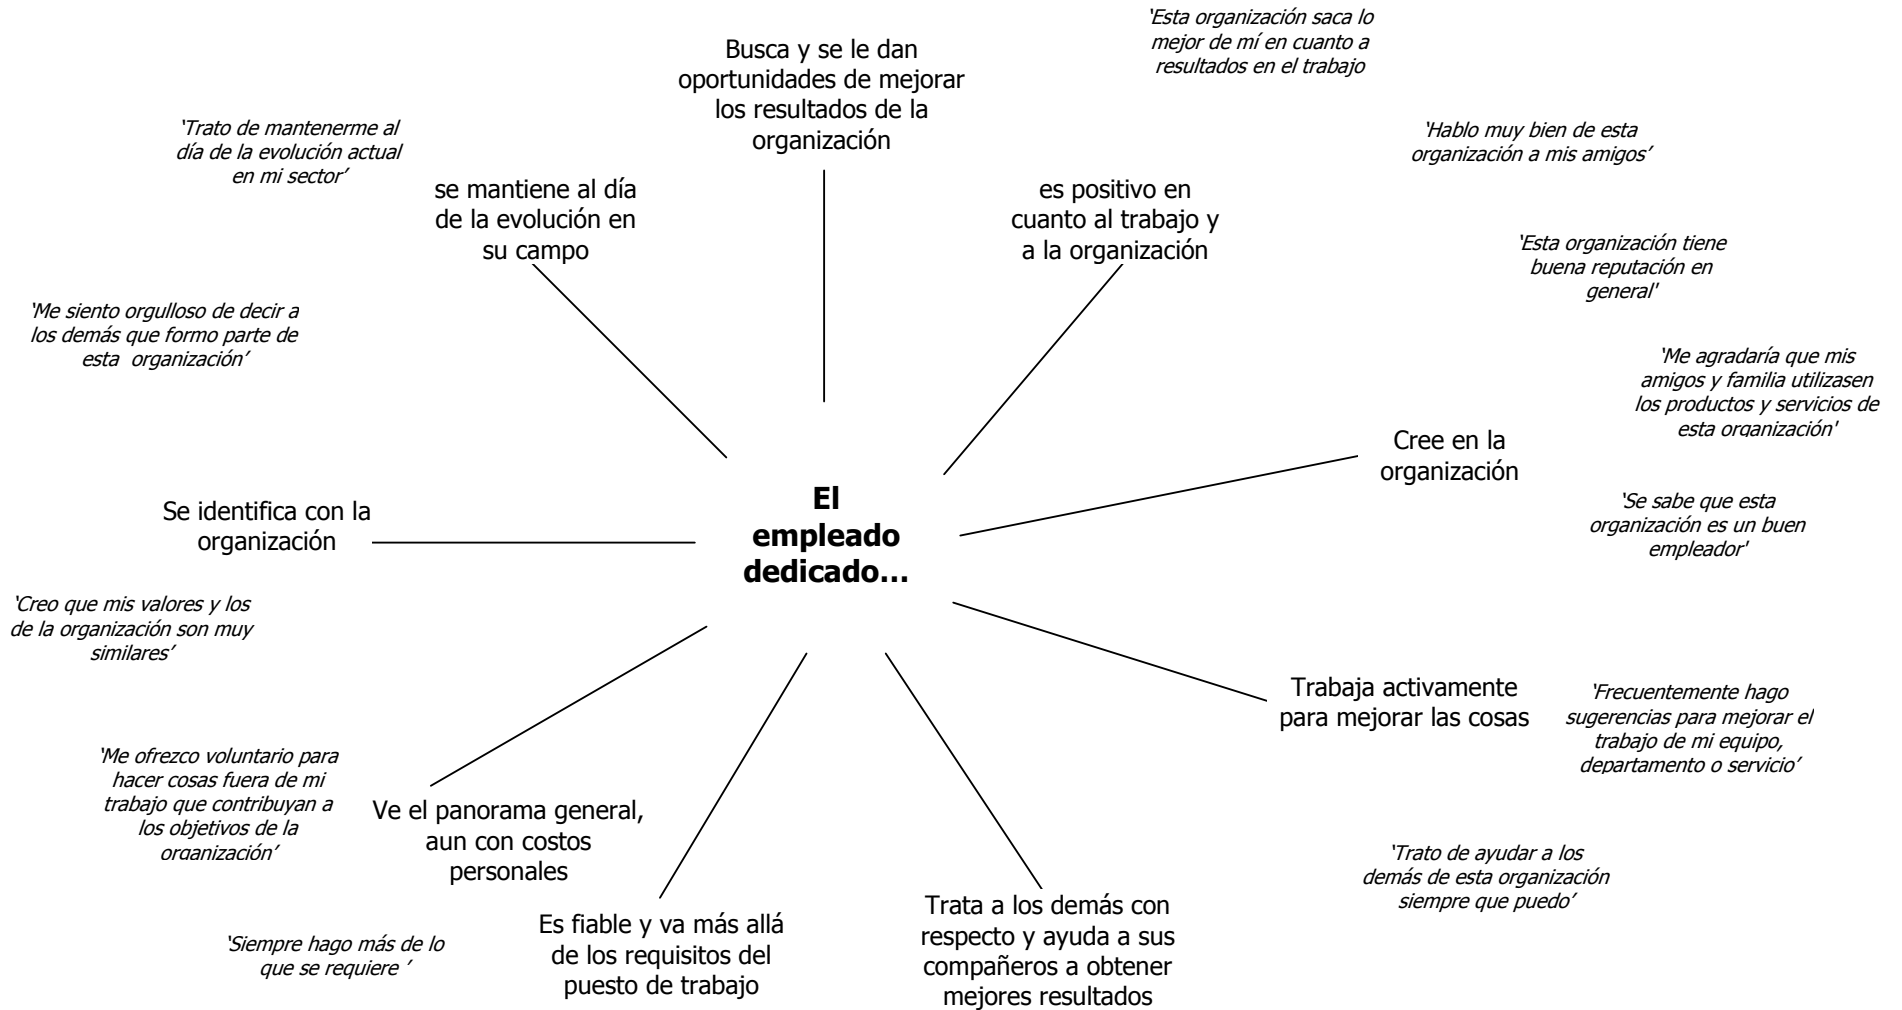 ‘Esta organización saca lo
mejor de mí en cuanto a
resultados en el trabajo
Busca y se le dan
oportunidades de mejorar
los resultados de la
organización
‘Trato de mantenerme al
día de la evolución actual
en mi sector’
‘Hablo muy bien de esta
organización a mis amigos’
se mantiene al día
de la evolución en
su campo
es positivo en
cuanto al trabajo y
a la organización
‘Esta organización tiene
buena reputación en
general'
‘Me siento orgulloso de decir a
los demás que formo parte de
esta organización’
‘Me agradaría que mis
amigos y familia utilizasen
los productos y servicios de
esta organización'
Cree en la
organización
El
empleado
dedicado…
Se identifica con la
organización
‘Se sabe que esta
organización es un buen
empleador'
‘Creo que mis valores y los
de la organización son muy
similares’
Trabaja activamente
para mejorar las cosas
‘Frecuentemente hago
sugerencias para mejorar el
trabajo de mi equipo,
departamento o servicio’
‘Me ofrezco voluntario para
hacer cosas fuera de mi
trabajo que contribuyan a
los objetivos de la
organización’
Ve el panorama general,
aun con costos
personales
‘Trato de ayudar a los
demás de esta organización
siempre que puedo’
‘Siempre hago más de lo
que se requiere ’
Es fiable y va más allá
de los requisitos del
puesto de trabajo
Trata a los demás con
respecto y ayuda a sus
compañeros a obtener
mejores resultados